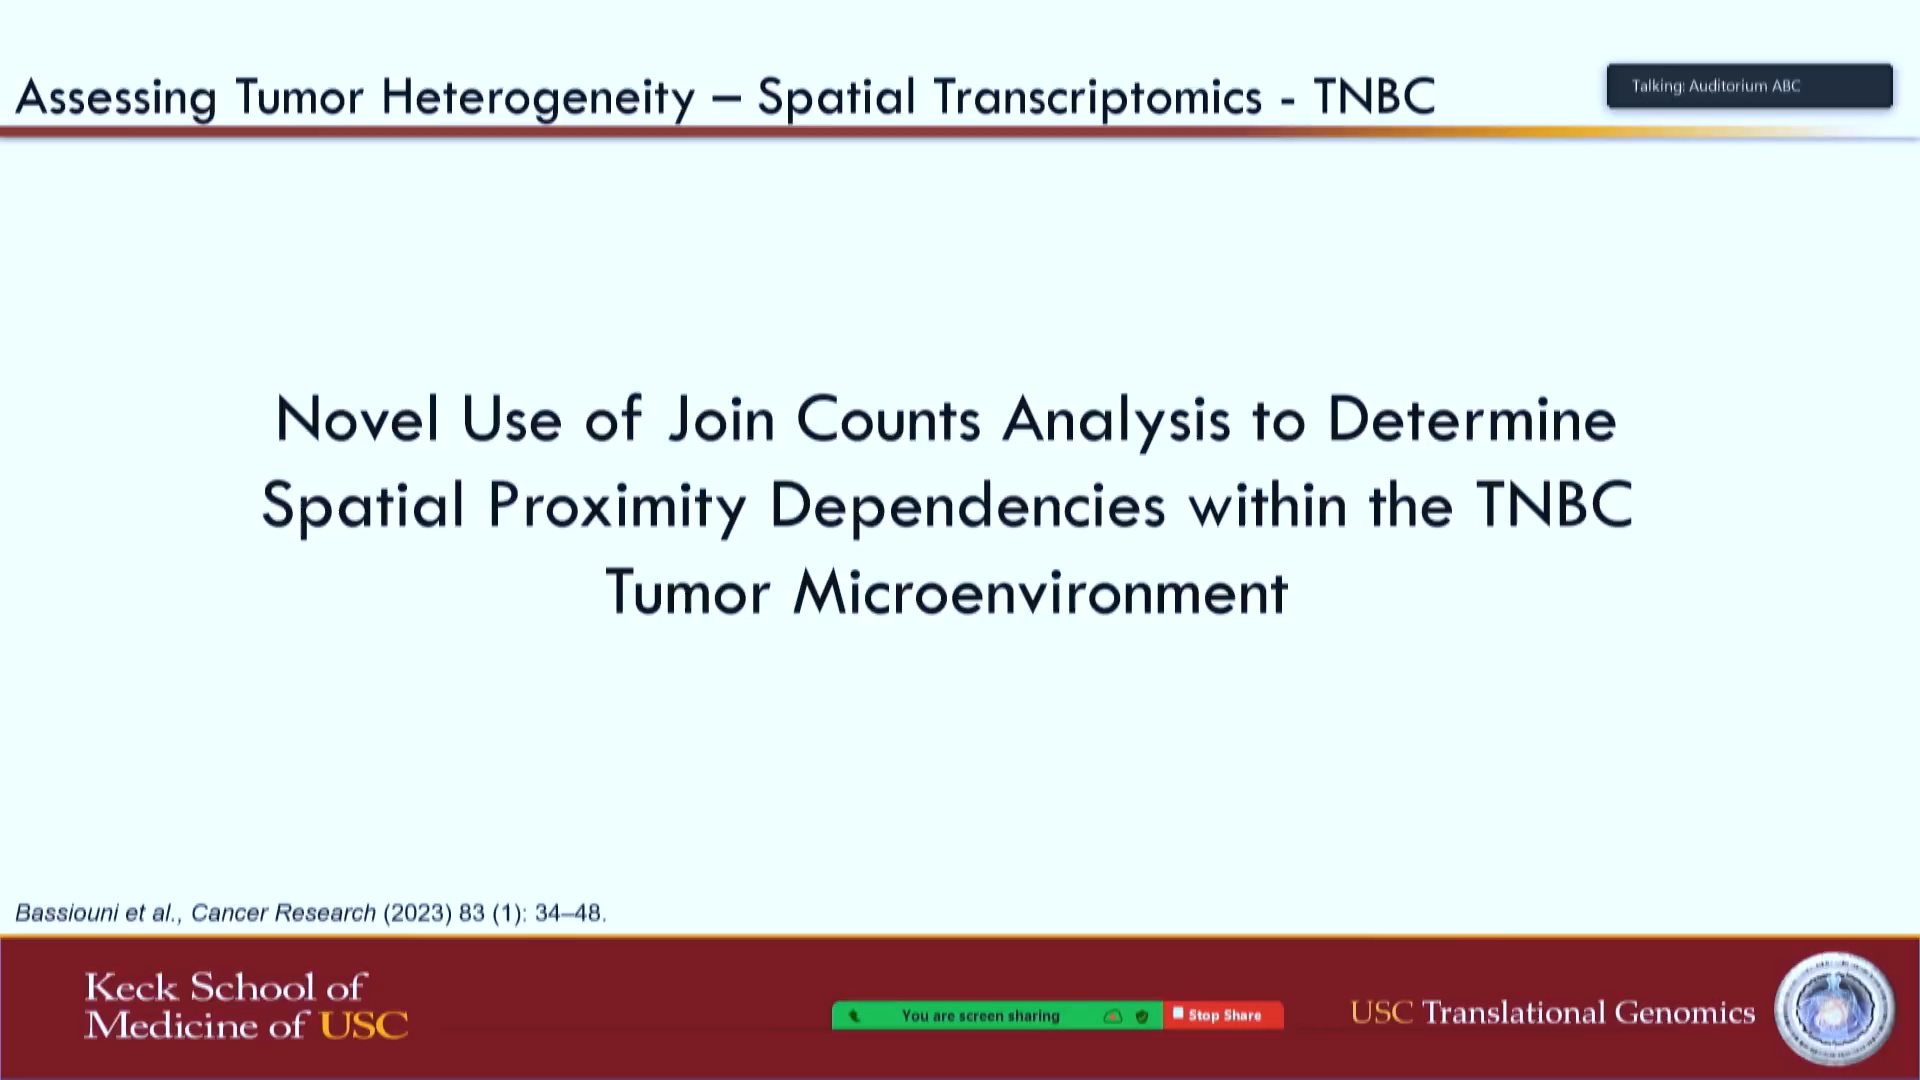 Assessing Tumor Heterogeneity – Spatial Transcriptomics - TNBC
Talking: Auditorium ABC
Novel Use of Join Counts Analysis to Determine
Spatial Proximity Dependencies within the TNBC
Tumor Microenvironment
Bassiouni et al., Cancer Research (2023) 83 (1): 34–48.
Keck School of
Medicine of USC
You are screen sharing
Stop Share
USC Translational Genomics